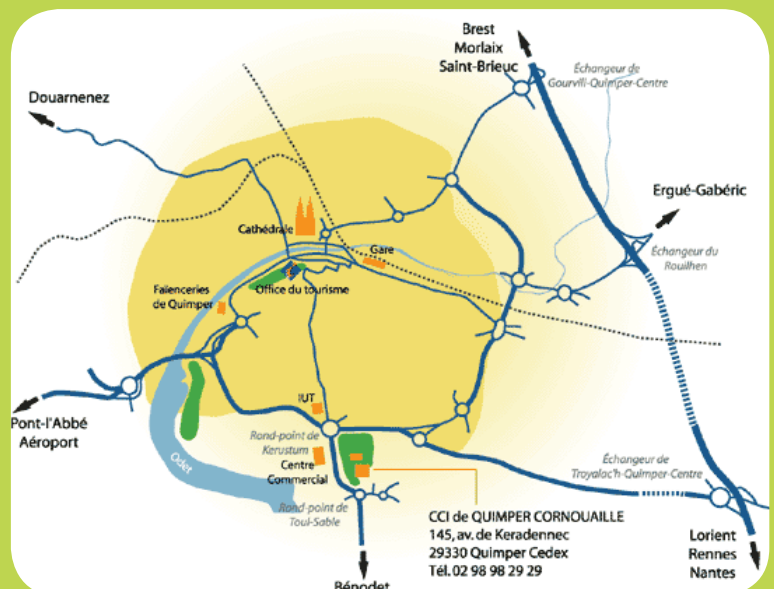 Brest
Morlaix
Saint-Brieuc
Échangeur de
Gourvili-Quimper-Centre
Douarnenez
Ergué-Gabéric
Cathédrale
Gare
Échangeur du
Rouilhen
Faïenceries
de Quimper
Office du tourisme
IUT
Pont-l'Abbé
Aéroport
Rond-point de
Kerustum
Centre
Commercial
Odet
Échangeur de
Troyalac'h-Quimper-Centre
Rond-point de
Toul-Sable
CCI de QUIMPER CORNOUAILLE
145, av. de Keradennec
29330 Quimper Cedex
Tél. 02 98 98 29 29
Lorient
Rennes
Nantes
Bénodet